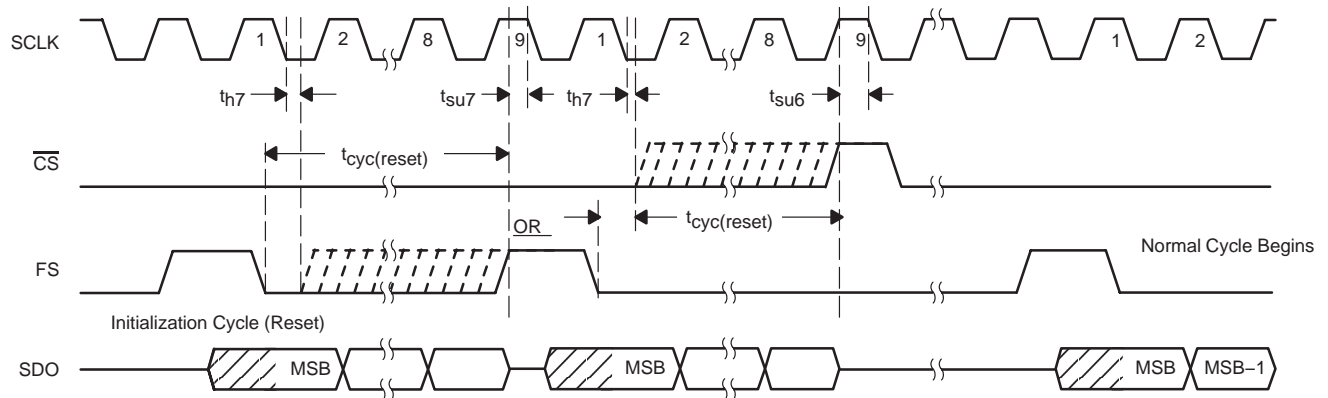 SCLK 1 2 8 9 1 2 8 9 1 2
th7 tsu7 th7 tsu6
CS
tcyc(reset)
OR tcyc(reset)
Normal Cycle Begins
FS
Initialization Cycle (Reset)
SDO MSB MSB MSB MSB–1